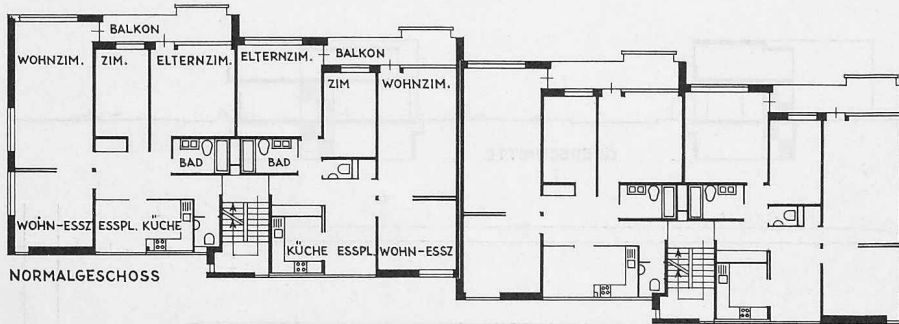 BALKON
WOHNZIM. ZIM. ELTERNZIM. ELTERNZIM. BALKON
ZIM WOHNZIM.
BAD BAD
WOHN-ESSZ ESSPL. KÜCHE
KÜCHE ESSPL. WOHN-ESSZ
NORMALGESCHOSS